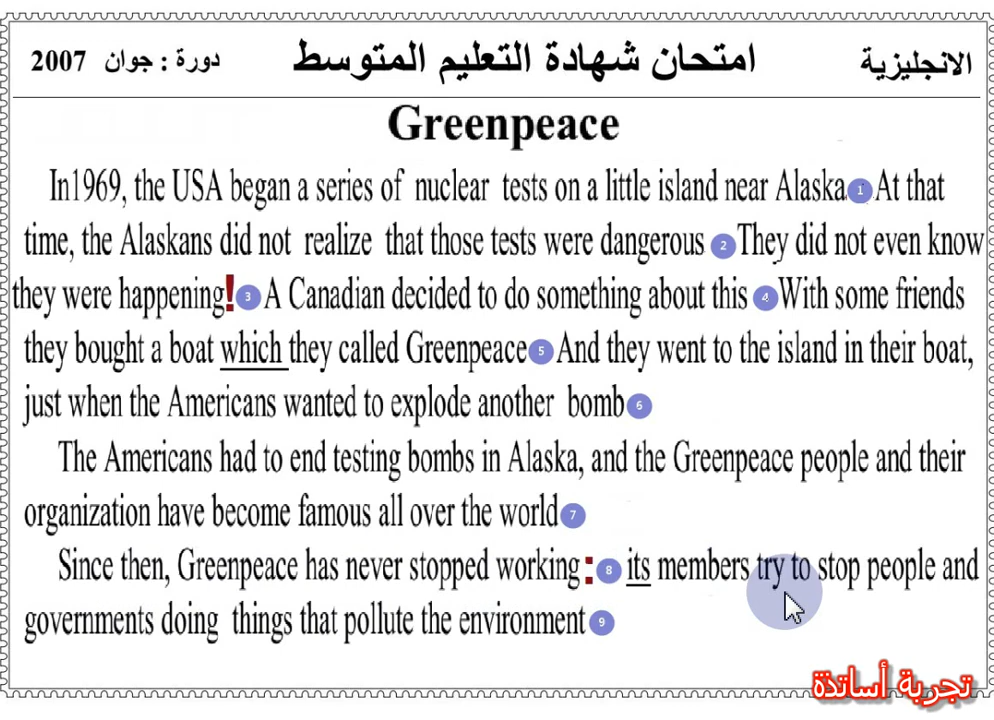 الانجليزية امتحان شهادة التعليم المتوسط دورة : جوان 2007
Greenpeace
In1969, the USA began a series of nuclear tests on a little island near Alaska 1 At that
time, the Alaskans did not realize that those tests were dangerous 2 They did not even know
they were happening! 3 A Canadian decided to do something about this 4 With some friends
they bought a boat which they called Greenpeace 5 And they went to the island in their boat,
just when the Americans wanted to explode another bomb 6
The Americans had to end testing bombs in Alaska, and the Greenpeace people and their
organization have become famous all over the world 7
Since then, Greenpeace has never stopped working : 8 its members try to stop people and
governments doing things that pollute the environment 9
تجربة أساتذة